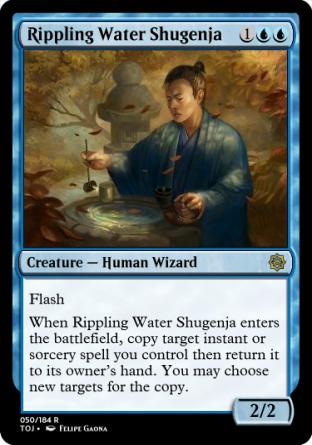 Rippling Water Shugenja 1
Creature — Human Wizard
Flash
When Rippling Water Shugenja enters
the battlefield, copy target instant or
sorcery spell you control then return it
to its owner's hand. You may choose
new targets for the copy.
2/2
050/184 R
TOJ • Felipe Gaona